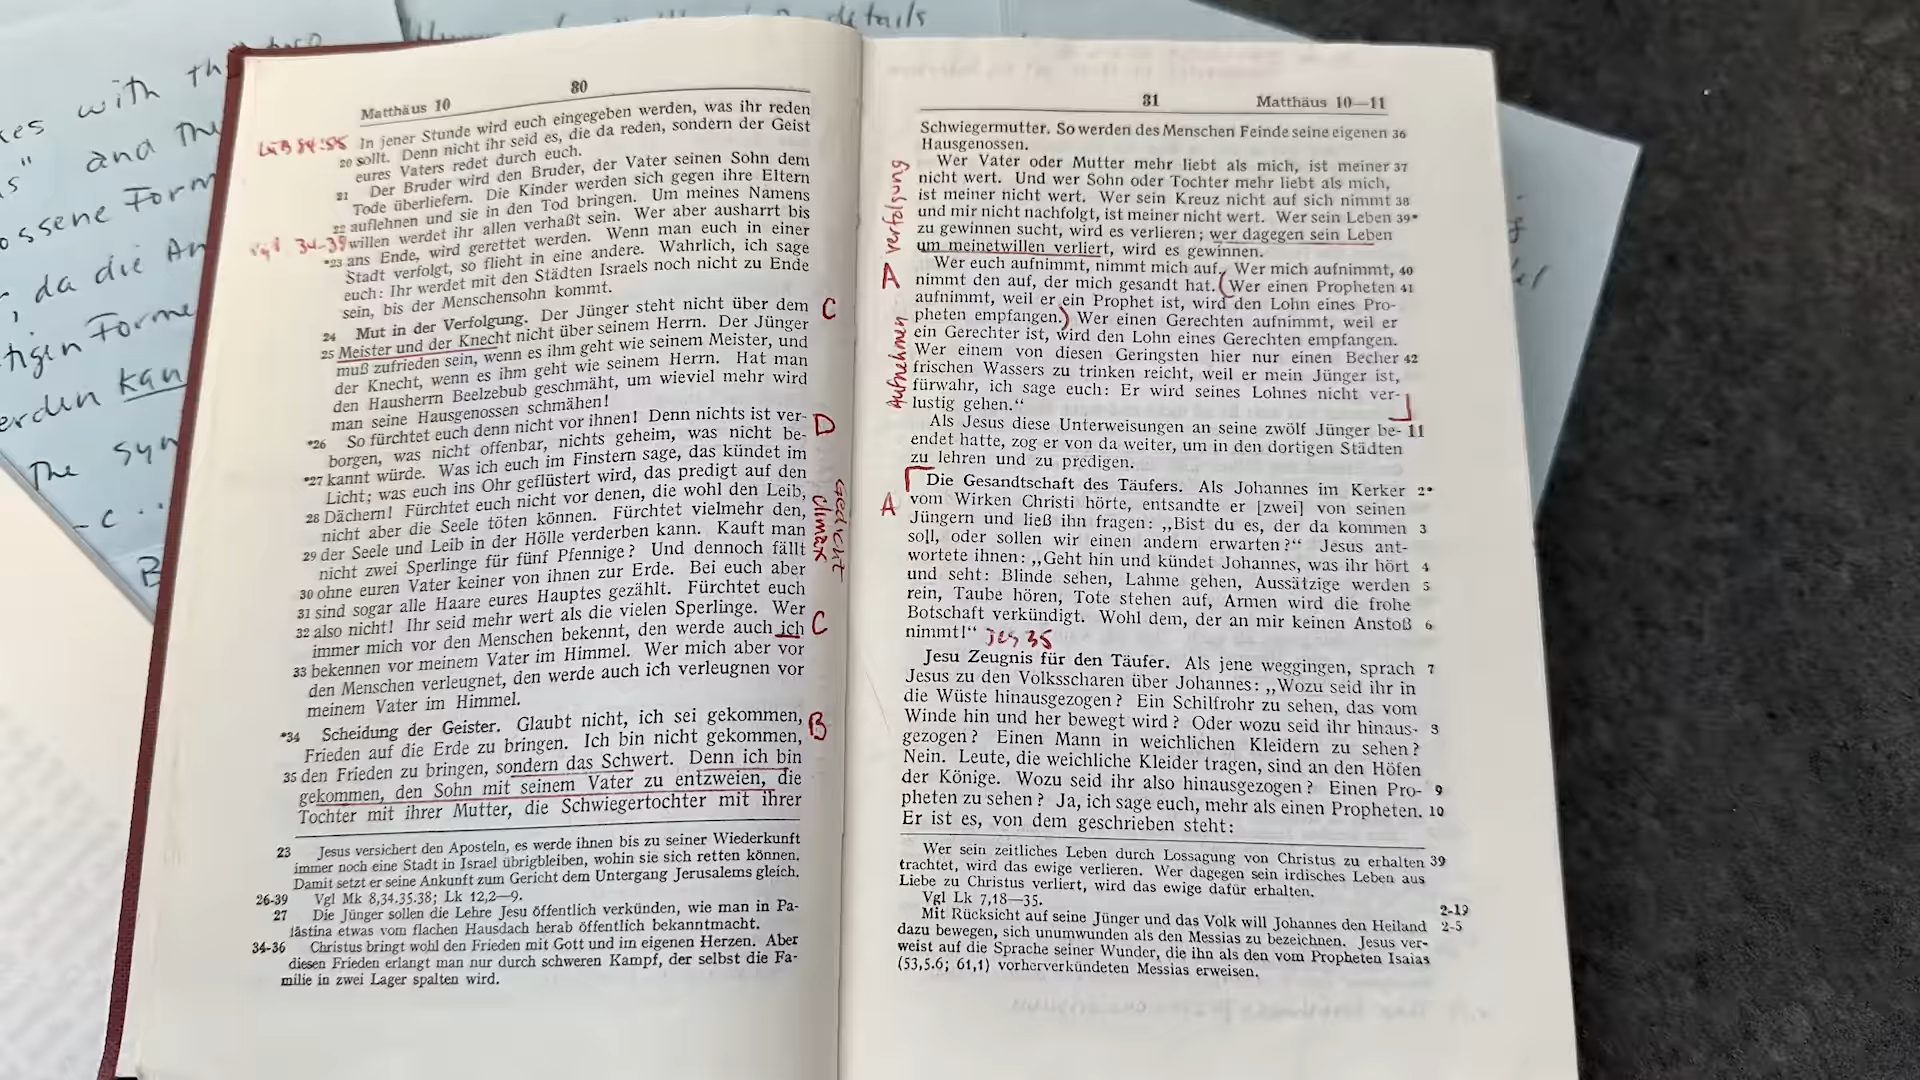 details
with th
and the
ossene Form
da die An
tigen Forme
erden kan
The syn
80
Matthäus 10
In jener Stunde wird euch eingegeben werden, was ihr reden
20 sollt. Denn nicht ihr seid es, die da reden, sondern der Geist
eures Vaters redet durch euch.
21 Der Bruder wird den Bruder, der Vater seinen Sohn dem
Tode überliefern. Die Kinder werden sich gegen ihre Eltern
22 auflehnen und sie in den Tod bringen. Um meines Namens
34-39 willen werdet ihr allen verhaßt sein. Wer aber ausharrt bis
*23 ans Ende, wird gerettet werden. Wenn man euch in einer
Stadt verfolgt, so flieht in eine andere. Wahrlich, ich sage
euch: Ihr werdet mit den Städten Israels noch nicht zu Ende
sein, bis der Menschensohn kommt.
24 Mut in der Verfolgung. Der Jünger steht nicht über dem C
25 Meister und der Knecht nicht über seinem Herrn. Der Jünger
muß zufrieden sein, wenn es ihm geht wie seinem Meister, und
der Knecht, wenn es ihm geht wie seinem Herrn. Hat man
den Hausherrn Beelzebub geschmäht, um wieviel mehr wird
man seine Hausgenossen schmähen!
*26 So fürchtet euch denn nicht vor ihnen! Denn nichts ist ver- D
borgen, was nicht offenbar, nichts geheim, was nicht be-
*27 kannt würde. Was ich euch im Finstern sage, das kündet im
Licht; was euch ins Ohr geflüstert wird, das predigt auf den
28 Dächern! Fürchtet euch nicht vor denen, die wohl den Leib,
nicht aber die Seele töten können. Fürchtet vielmehr den,
29 der Seele und Leib in der Hölle verderben kann. Kauft man
nicht zwei Sperlinge für fünf Pfennige? Und dennoch fällt
30 ohne euren Vater keiner von ihnen zur Erde. Bei euch aber
31 sind sogar alle Haare eures Hauptes gezählt. Fürchtet euch
32 also nicht! Ihr seid mehr wert als die vielen Sperlinge. Wer
immer mich vor den Menschen bekennt, den werde auch ich C
33 bekennen vor meinem Vater im Himmel. Wer mich aber vor
den Menschen verleugnet, den werde auch ich verleugnen vor
meinem Vater im Himmel.
*34 Scheidung der Geister. Glaubt nicht, ich sei gekommen, B
Frieden auf die Erde zu bringen. Ich bin nicht gekommen,
35 den Frieden zu bringen, sondern das Schwert. Denn ich bin
gekommen, den Sohn mit seinem Vater zu entzweien, die
Tochter mit ihrer Mutter, die Schwiegertochter mit ihrer
Gedicht
Climax
23 Jesus versichert den Aposteln, es werde ihnen bis zu seiner Wiederkunft
immer noch eine Stadt in Israel übrigbleiben, wohin sie sich retten können.
Damit setzt er seine Ankunft zum Gericht dem Untergang Jerusalems gleich.
26-39 Vgl Mk 8,34.35.38; Lk 12,2—9.
27 Die Jünger sollen die Lehre Jesu öffentlich verkünden, wie man in Pa-
lästina etwas vom flachen Hausdach herab öffentlich bekanntmacht.
34-36 Christus bringt wohl den Frieden mit Gott und im eigenen Herzen. Aber
diesen Frieden erlangt man nur durch schweren Kampf, der selbst die Fa-
milie in zwei Lager spalten wird.
81
Matthäus 10—11
Schwiegermutter. So werden des Menschen Feinde seine eigenen 36
Hausgenossen.
Wer Vater oder Mutter mehr liebt als mich, ist meiner 37
nicht wert. Und wer Sohn oder Tochter mehr liebt als mich,
ist meiner nicht wert. Wer sein Kreuz nicht auf sich nimmt 38
und mir nicht nachfolgt, ist meiner nicht wert. Wer sein Leben 39*
zu gewinnen sucht, wird es verlieren; wer dagegen sein Leben
um meinetwillen verliert, wird es gewinnen.
Wer euch aufnimmt, nimmt mich auf. Wer mich aufnimmt, 40
A nimmt den auf, der mich gesandt hat. (Wer einen Propheten 41
aufnimmt, weil er ein Prophet ist, wird den Lohn eines Pro-
pheten empfangen.) Wer einen Gerechten aufnimmt, weil er
ein Gerechter ist, wird den Lohn eines Gerechten empfangen.
Wer einem von diesen Geringsten hier nur einen Becher 42
frischen Wassers zu trinken reicht, weil er mein Jünger ist,
fürwahr, ich sage euch: Er wird seines Lohnes nicht ver-
lustig gehen.“
Verfolgung
Aufnehmen
Als Jesus diese Unterweisungen an seine zwölf Jünger be- 11
endet hatte, zog er von da weiter, um in den dortigen Städten
zu lehren und zu predigen.
Die Gesandtschaft des Täufers. Als Johannes im Kerker 2*
A vom Wirken Christi hörte, entsandte er [zwei] von seinen
Jüngern und ließ ihn fragen: „Bist du es, der da kommen 3
soll, oder sollen wir einen andern erwarten?“ Jesus ant-
wortete ihnen: „Geht hin und kündet Johannes, was ihr hört 4
und seht: Blinde sehen, Lahme gehen, Aussätzige werden 5
rein, Taube hören, Tote stehen auf, Armen wird die frohe
Botschaft verkündigt. Wohl dem, der an mir keinen Anstoß 6
nimmt!“ Jes 35
Jesu Zeugnis für den Täufer. Als jene weggingen, sprach 7
Jesus zu den Volksscharen über Johannes: „Wozu seid ihr in
die Wüste hinausgezogen? Ein Schilfrohr zu sehen, das vom
Winde hin und her bewegt wird? Oder wozu seid ihr hinaus- 8
gezogen? Einen Mann in weichlichen Kleidern zu sehen?
Nein. Leute, die weichliche Kleider tragen, sind an den Höfen
der Könige. Wozu seid ihr also hinausgezogen? Einen Pro- 9
pheten zu sehen? Ja, ich sage euch, mehr als einen Propheten. 10
Er ist es, von dem geschrieben steht:
Wer sein zeitliches Leben durch Lossagung von Christus zu erhalten 39
trachtet, wird das ewige verlieren. Wer dagegen sein irdisches Leben aus
Liebe zu Christus verliert, wird das ewige dafür erhalten.
Vgl Lk 7,18—35. 2-19
Mit Rücksicht auf seine Jünger und das Volk will Johannes den Heiland 2-5
dazu bewegen, sich unumwunden als den Messias zu bezeichnen. Jesus ver-
weist auf die Sprache seiner Wunder, die ihn als den vom Propheten Isaias
(53,5.6; 61,1) vorherverkündeten Messias erweisen.